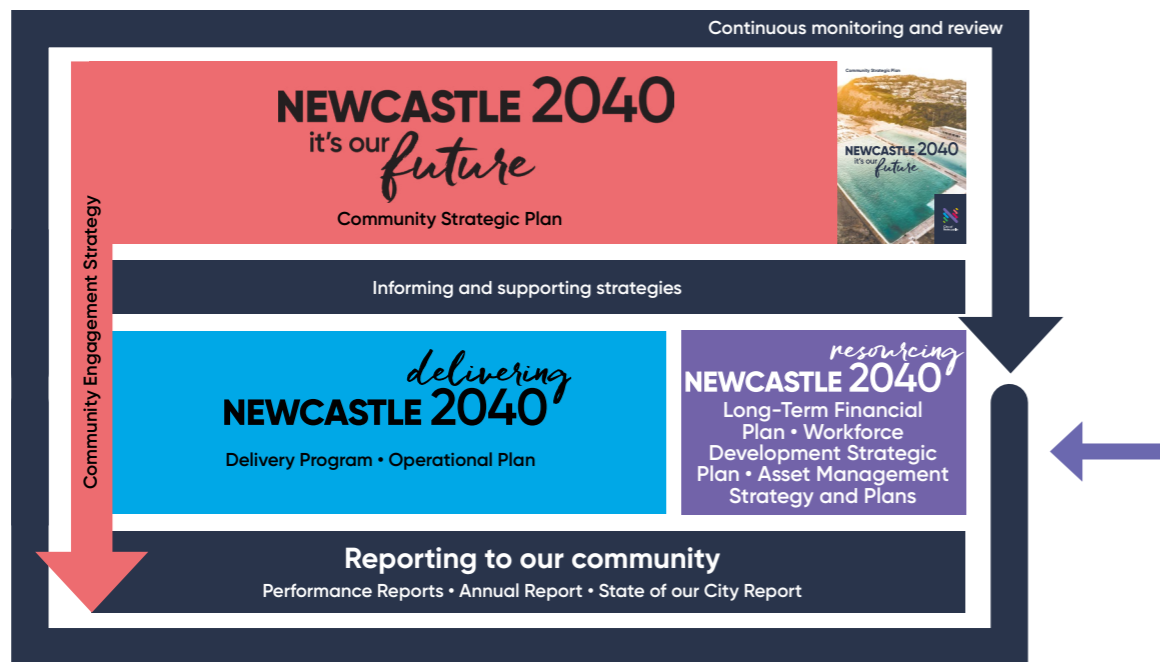 Continuous monitoring and review
NEWCASTLE 2040
it's our
future
Community Strategic Plan
Community Strategic Plan
NEWCASTLE 2040
it's our
future
City of
Newcastle
Community Engagement Strategy
Informing and supporting strategies
delivering
NEWCASTLE 2040
Delivery Program • Operational Plan
resourcing
NEWCASTLE 2040
Long-Term Financial
Plan • Workforce
Development Strategic
Plan • Asset Management
Strategy and Plans
Reporting to our community
Performance Reports • Annual Report • State of our City Report